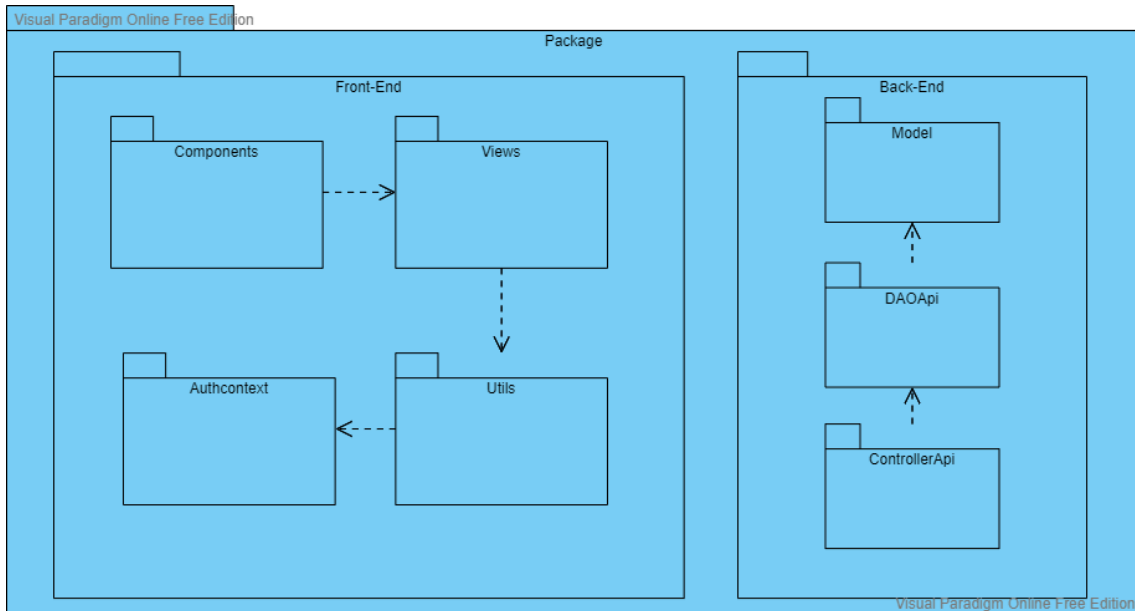 Visual Paradigm Online Free Edition
Package
Front-End
Back-End
Components
Views
Model
DAOApi
Authcontext
Utils
ControllerApi
Visual Paradigm Online Free Edition